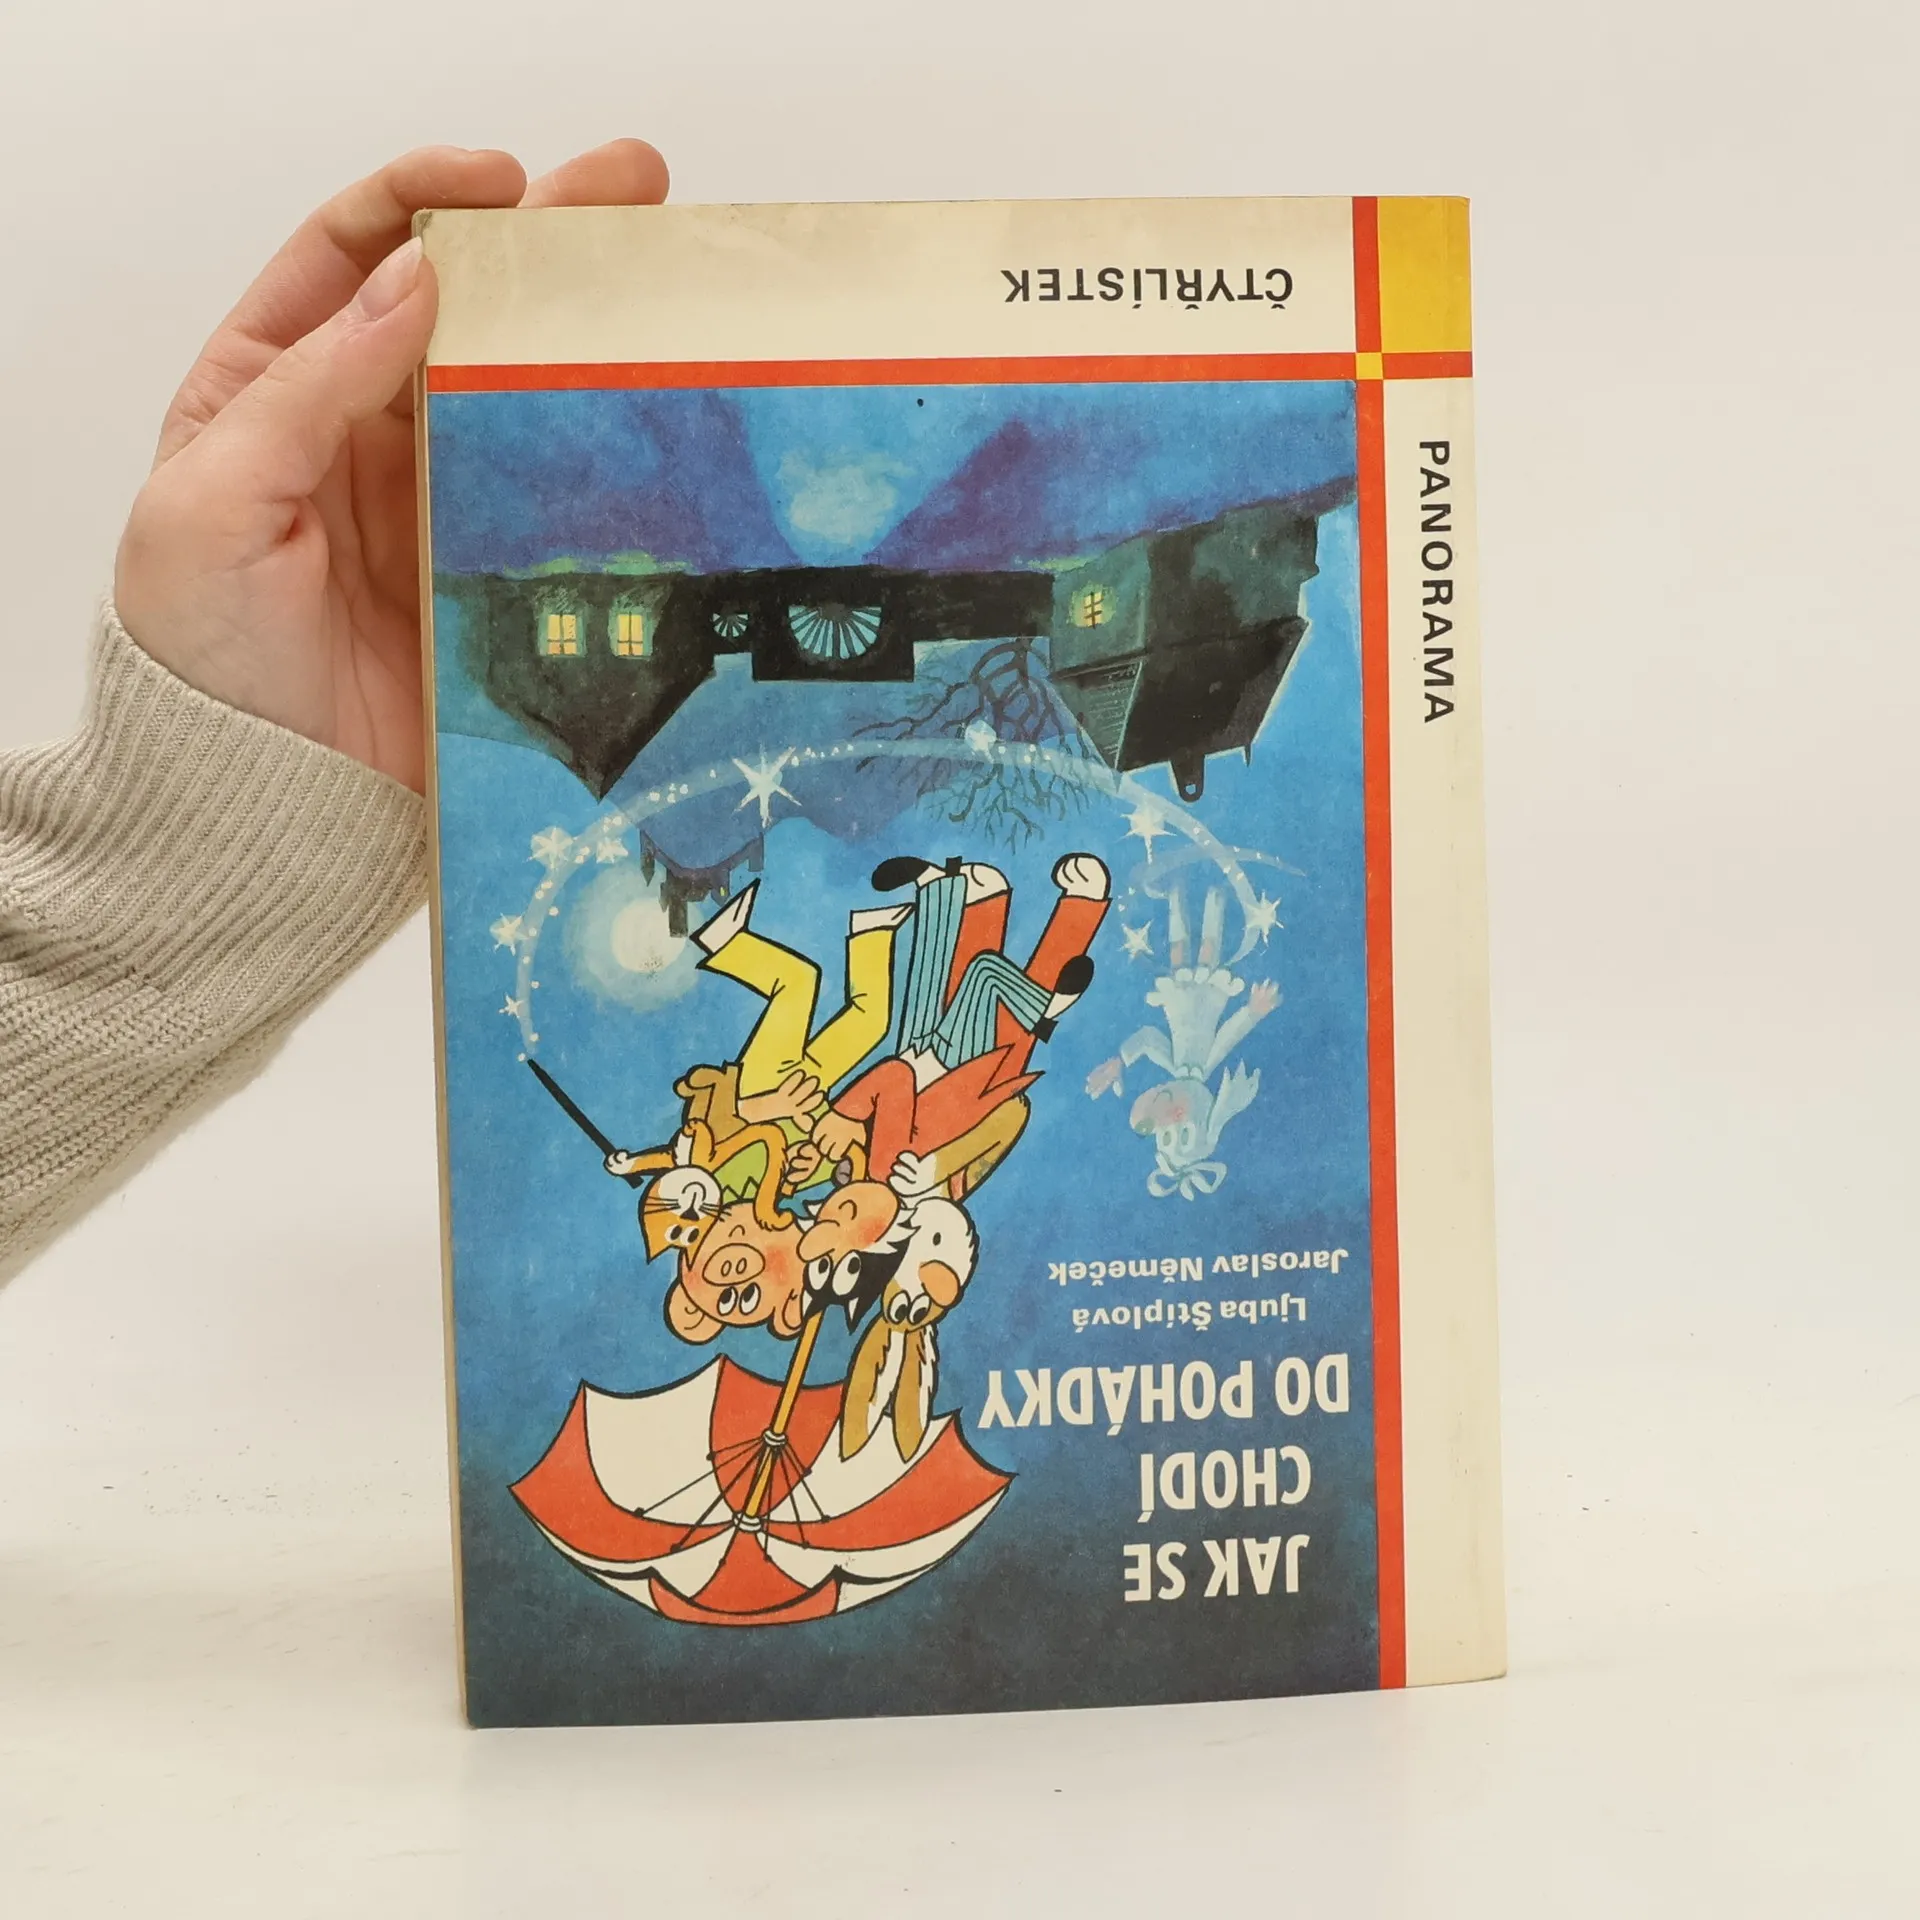 JAK SE
CHODÍ
DO POHÁDKY
Ljuba Štíplová
Jaroslav Němeček
ČTYŘLÍSTEK
PANORAMA